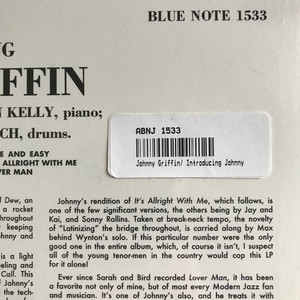 BLUE NOTE 1533
NG
FFIN
N KELLY, piano;
CH, drums.
E AND EASY
ALLRIGHT WITH ME
VER MAN
ABNJ 1533
Johnny Griffin/ Introducing Johnny
d Dew, an
a rocket
throughout
f keeping
ohnny and
is a light
eeling and
Call. This
f Johnny's
the tech-
Johnny's rendition of It's Allright With Me, which follows, is
one of the few significant versions, the others being by Jay and
Kai, and Sonny Rollins. Taken at break-neck tempo, the novelty
of "Latinizing" the bridge throughout, is carried along by Max
behind Wynton's solo. If this particular number were the only
good one in the entire album, which, of course it isn't, I suspect
all of the young tenor-men in the country would cop this LP
for it alone!
Ever since Sarah and Bird recorded Lover Man, it has been
a favorite not only of mine, but of most every Modern Jazz fan
and musician. It's one of Johnny's also, and he treats it with